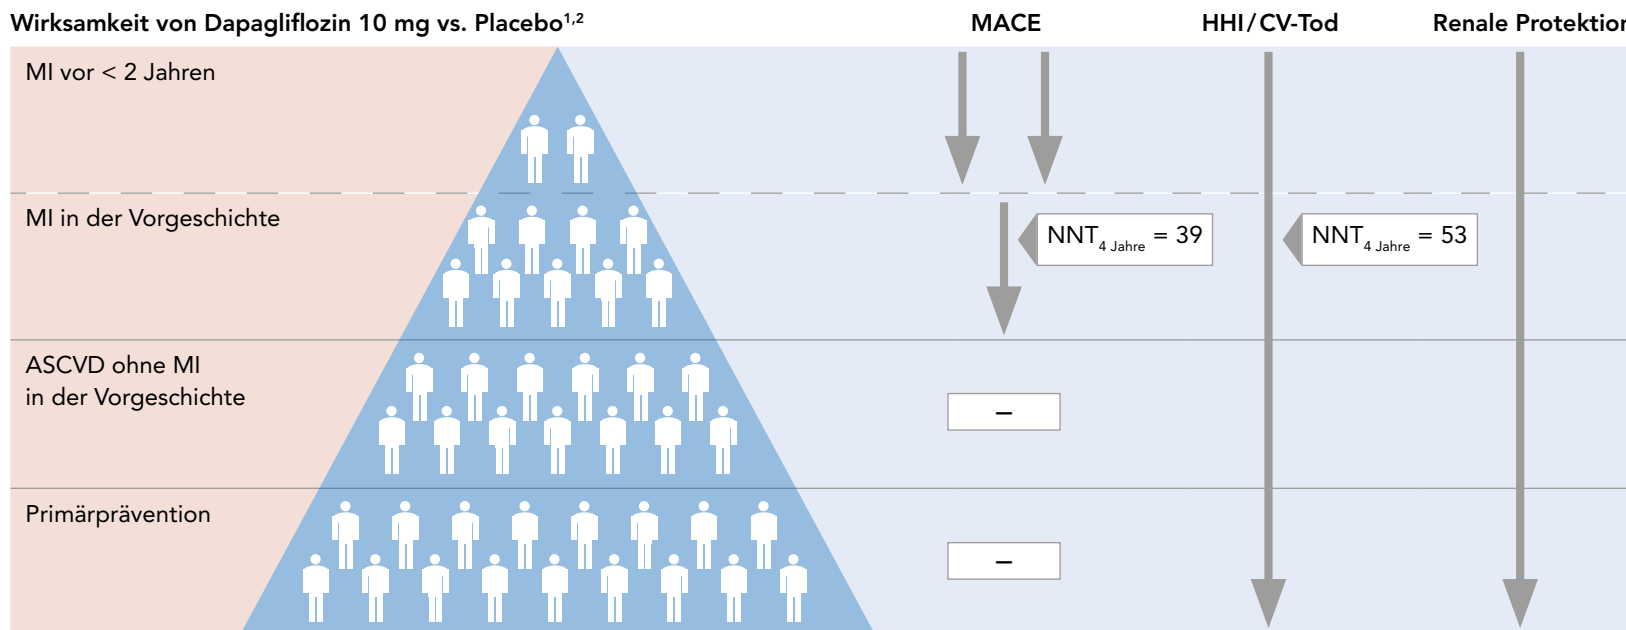 Wirksamkeit von Dapagliflozin 10 mg vs. Placebo¹,²
MACE
HHI/CV-Tod
Renale Protektion
MI vor < 2 Jahren
MI in der Vorgeschichte
NNT₄ Jahre = 39
NNT₄ Jahre = 53
ASCVD ohne MI
in der Vorgeschichte
–
Primärprävention
–